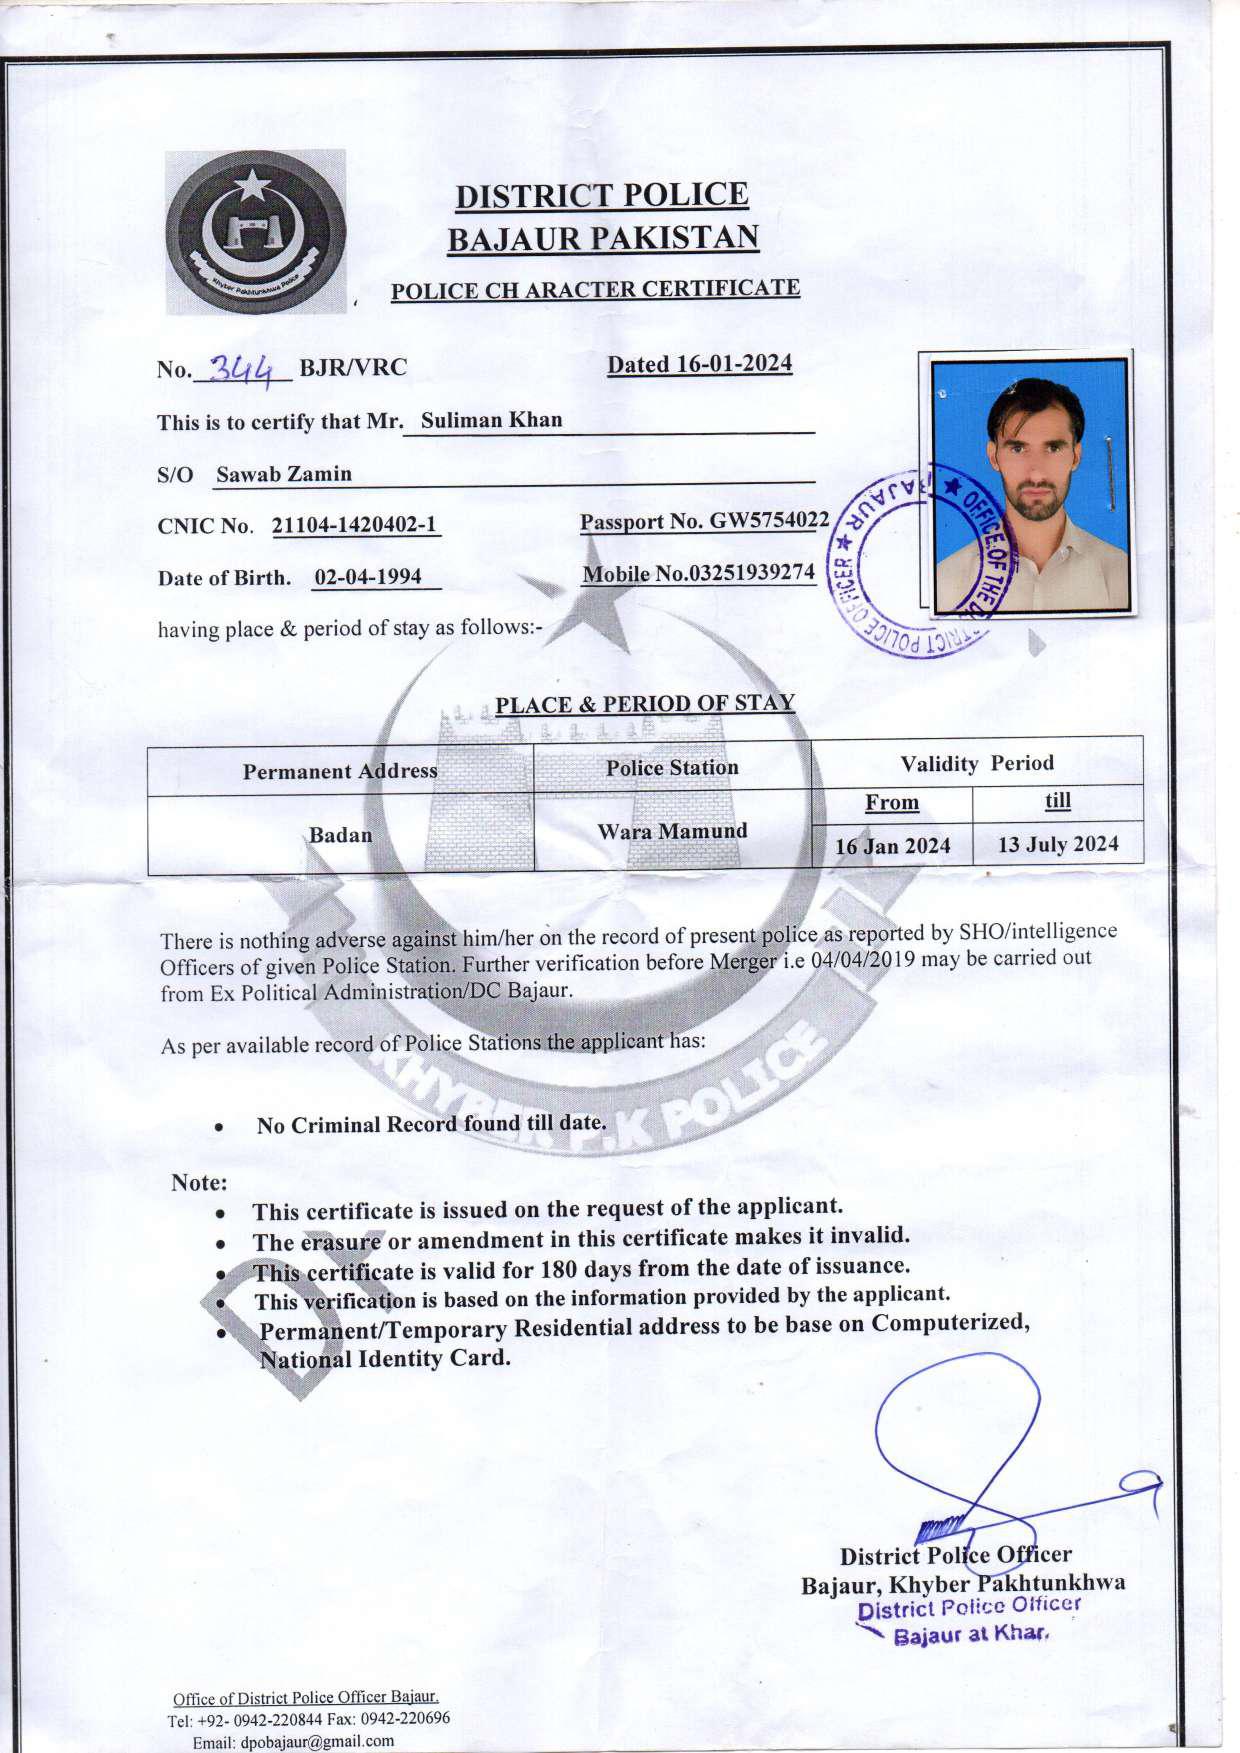 Khyber Pakhtunkhwa Police
DISTRICT POLICE
BAJAUR PAKISTAN
POLICE CH ARACTER CERTIFICATE
No. 344 BJR/VRC Dated 16-01-2024
This is to certify that Mr. Suliman Khan
S/O Sawab Zamin
CNIC No. 21104-1420402-1 Passport No. GW5754022
Date of Birth. 02-04-1994 Mobile No.03251939274
OFFICE OF THE DISTRICT POLICE OFFICER ★ BAJAUR ★
having place & period of stay as follows:-
PLACE & PERIOD OF STAY
Permanent Address Police Station Validity Period
From till
Badan Wara Mamund 16 Jan 2024 13 July 2024
There is nothing adverse against him/her on the record of present police as reported by SHO/intelligence
Officers of given Police Station. Further verification before Merger i.e 04/04/2019 may be carried out
from Ex Political Administration/DC Bajaur.
As per available record of Police Stations the applicant has:
KHYBER P.K POLICE
• No Criminal Record found till date.
Note:
• This certificate is issued on the request of the applicant.
• The erasure or amendment in this certificate makes it invalid.
• This certificate is valid for 180 days from the date of issuance.
• This verification is based on the information provided by the applicant.
• Permanent/Temporary Residential address to be base on Computerized,
National Identity Card.
District Police Officer
Bajaur, Khyber Pakhtunkhwa
District Police Officer
Bajaur at Khar.
Office of District Police Officer Bajaur.
Tel: +92- 0942-220844 Fax: 0942-220696
Email: dpobajaur@gmail.com